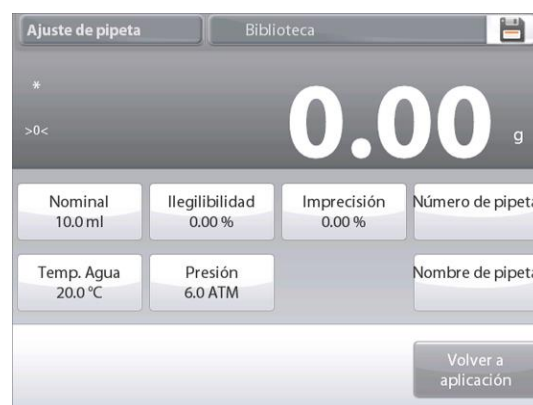 Ajuste de pipeta
Biblioteca
*
>0<
0.00 g
Nominal
10.0 ml
Ilegilibilidad
0.00 %
Imprecisión
0.00 %
Número de pipeta
Temp. Agua
20.0 °C
Presión
6.0 ATM
Nombre de pipeta
Volver a
aplicación